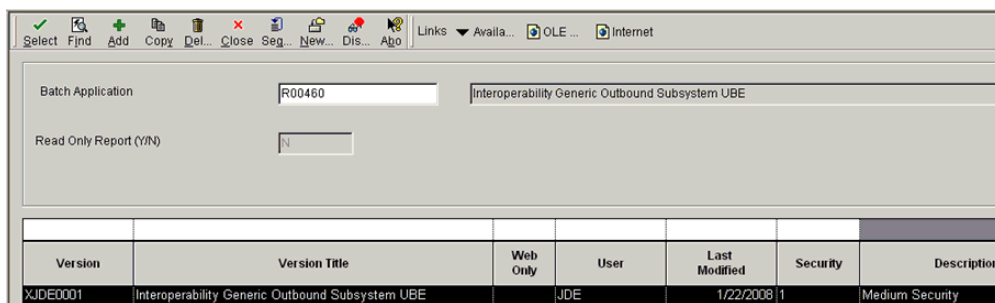 Select Find Add Copy Del... Close Seq... New... Dis... Abo Links Availa... OLE ... Internet
Batch Application R00460 Interoperability Generic Outbound Subsystem UBE
Read Only Report (Y/N) N
Version Version Title Web Only User Last Modified Security Description
XJDE0001 Interoperability Generic Outbound Subsystem UBE JDE 1/22/2008 1 Medium Security